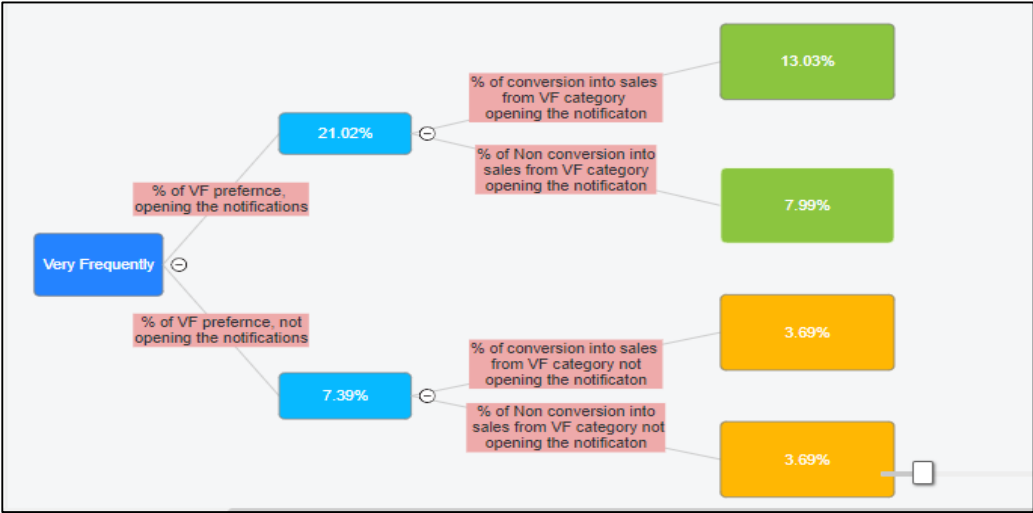 13.03%
% of conversion into sales
from VF category
opening the notificaton
21.02%
% of Non conversion into
sales from VF category
opening the notificaton
% of VF prefernce,
opening the notifications
7.99%
Very Frequently
% of VF prefernce, not
opening the notifications
3.69%
% of conversion into sales
from VF category not
opening the notificaton
7.39%
% of Non conversion into
sales from VF category not
opening the notificaton
3.69%